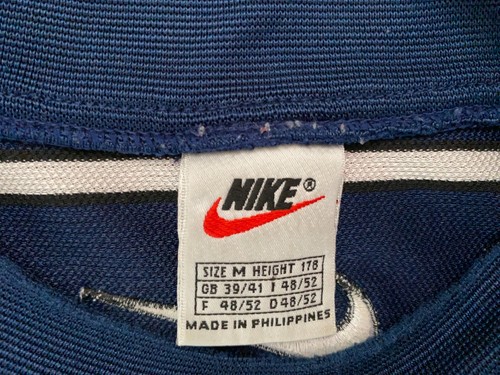 NIKE®
SIZE M HEIGHT 178
GB 39/41 I 48/52
F 48/52 D 48/52
MADE IN PHILIPPINES